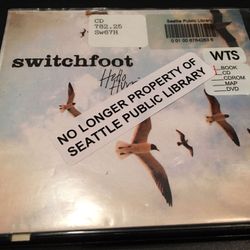 CD
782.25
Sw67H
Seattle Public Library
switchfoot
Hello
WTS
BOOK
CD
CDROM
MAP
DVD
NO LONGER PROPERTY OF
SEATTLE PUBLIC LIBRARY